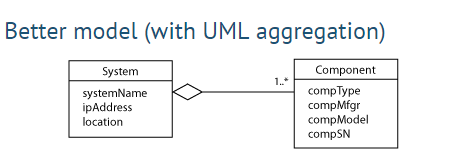 Better model (with UML aggregation)
System
systemName
ipAddress
location
1..*
Component
compType
compMfgr
compModel
compSN